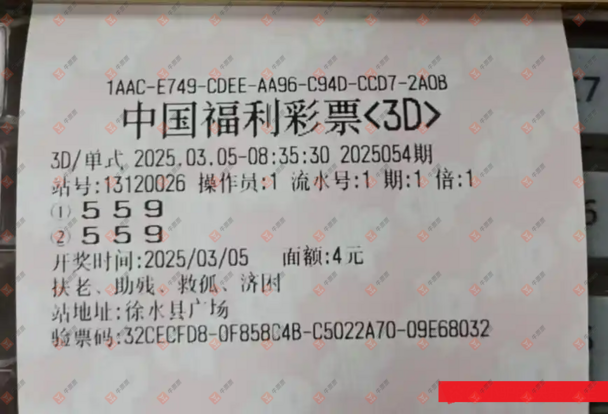 1AAC-E749-CDEE-AA96-C94D-CCD7-2A0B
中国福利彩票<3D>
3D/单式 2025.03.05-08:35:30 2025054期
站号:13120026 操作员:1 流水号:1 期:1 倍:1
① 5 5 9
② 5 5 9
开奖时间:2025/03/05 面额:4元
扶老、助残、救孤、济困
站地址:徐水县广场
验票码:32CECFD8-0F858C4B-C5022A70-09E68032